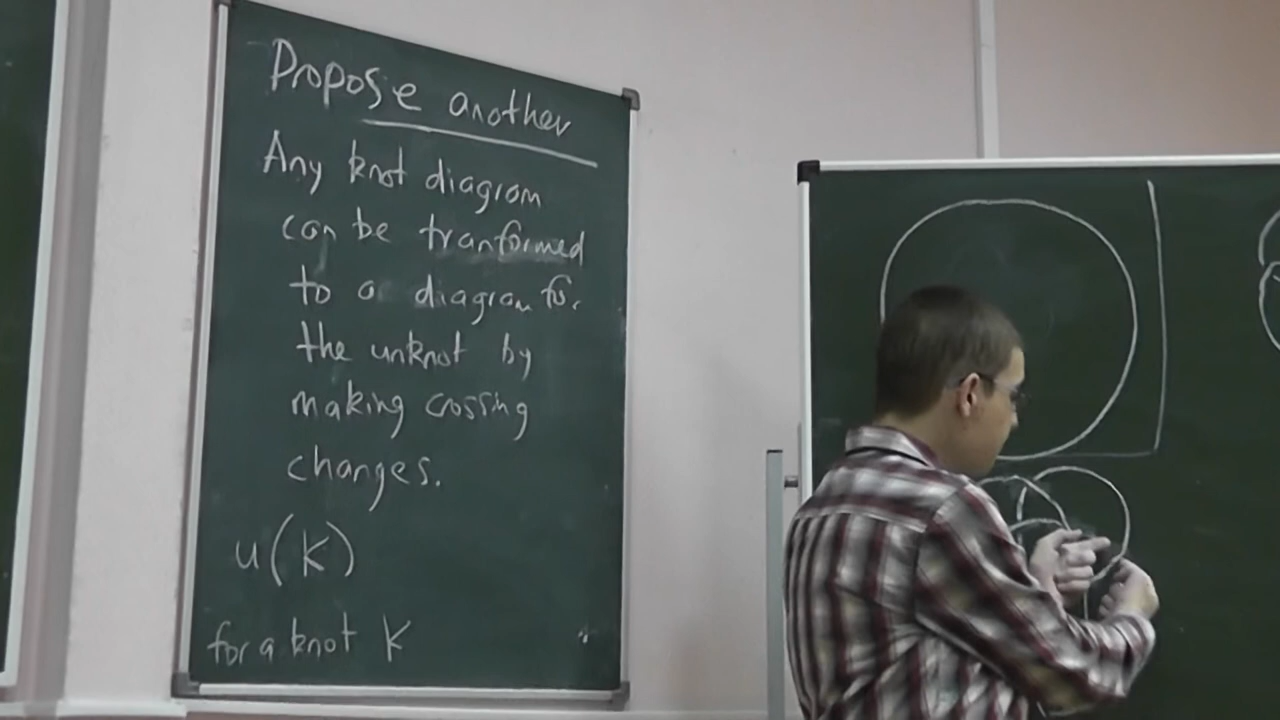 Propose another
Any knot diagram
can be tranformed
to a diagram for
the unknot by
making crossing
changes.
u(K)
for a knot K